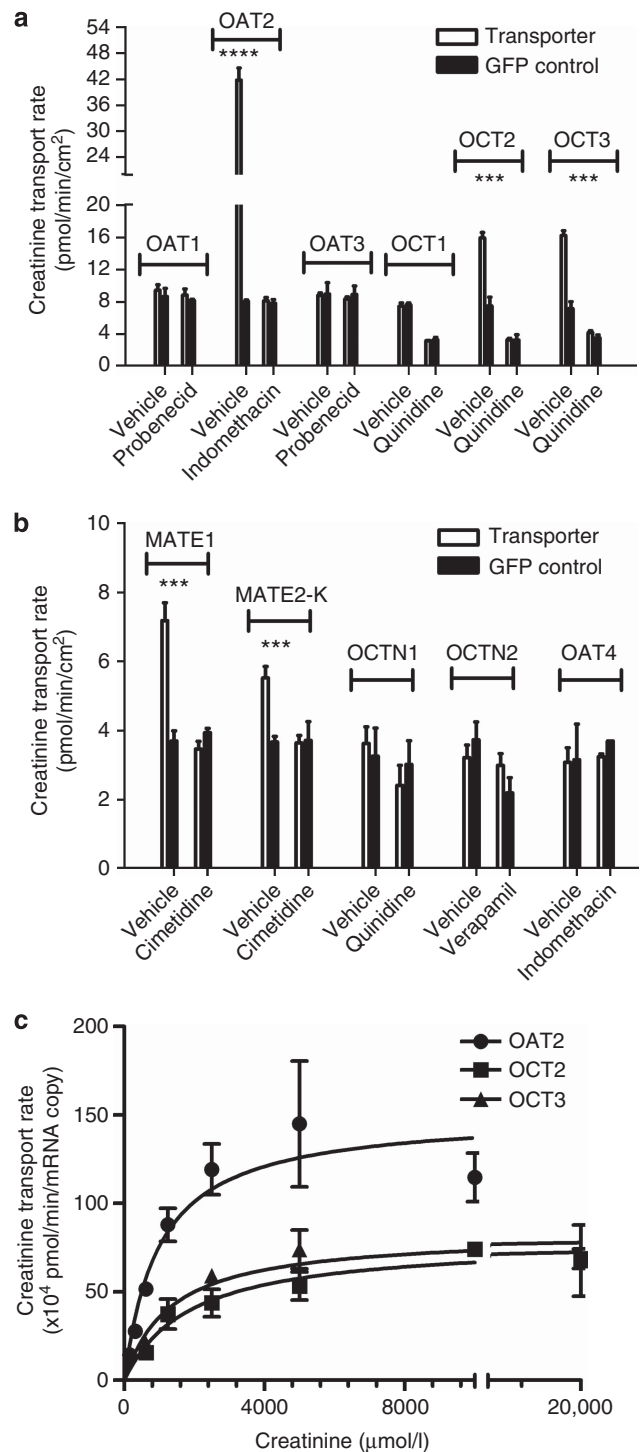 a
OAT2
****
Transporter
GFP control
OCT2
***
OCT3
***
OAT1
OAT3
OCT1
54
48
42
36
30
24
20
16
12
8
4
0
Creatinine transport rate
(pmol/min/cm²)
Vehicle
Probenecid
Vehicle
Indomethacin
Vehicle
Probenecid
Vehicle
Quinidine
Vehicle
Quinidine
Vehicle
Quinidine
b
10
8
6
4
2
0
Creatinine transport rate
(pmol/min/cm²)
Transporter
GFP control
MATE1
***
MATE2-K
***
OCTN1
OCTN2
OAT4
Vehicle
Cimetidine
Vehicle
Cimetidine
Vehicle
Quinidine
Vehicle
Verapamil
Vehicle
Indomethacin
c
200
150
100
50
0
Creatinine transport rate
(x10⁴ pmol/min/mRNA copy)
OAT2
OCT2
OCT3
0
4000
8000
20,000
Creatinine (μmol/l)